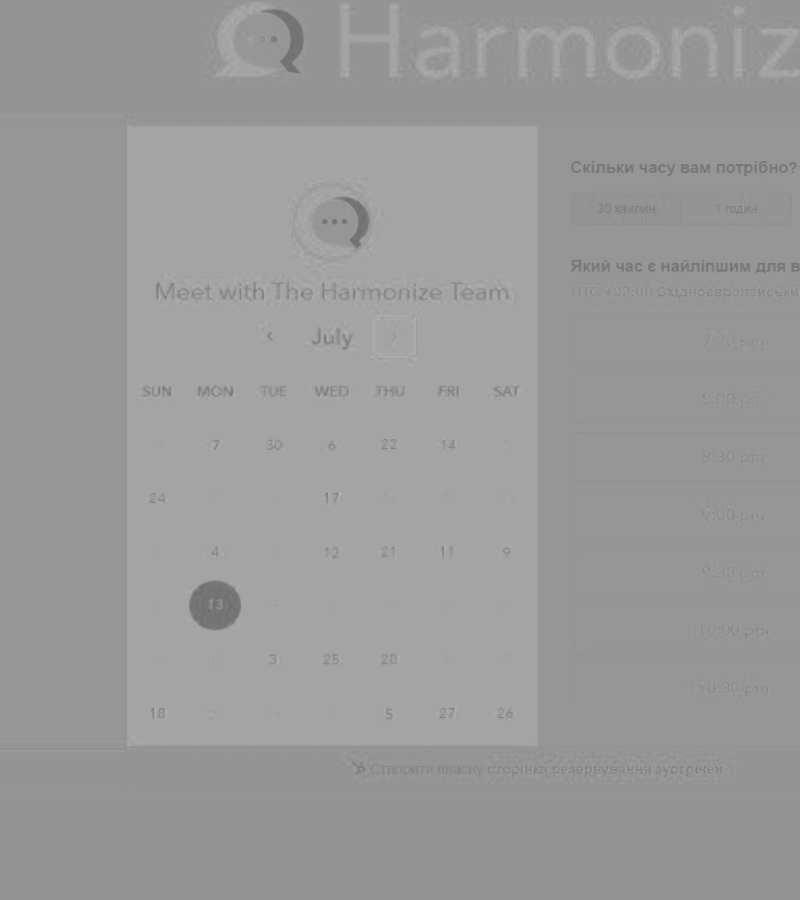 Harmoniz
Meet with The Harmonize Team
July
SUN MON TUE WED THU FRI SAT
7 30 6 22 14
24 17
4 12 21 11 9
13
3 25 20
18 5 27 26
Скільки часу вам потрібно?
30 хвилин 1 годин
Який час є найліпшим для в
UTC +03:00 Східноєвропейськи
7:30 pm
8:00 pm
8:30 pm
9:00 pm
9:30 pm
10:00 pm
10:30 pm
Створити власну сторінка резервування зустрічей